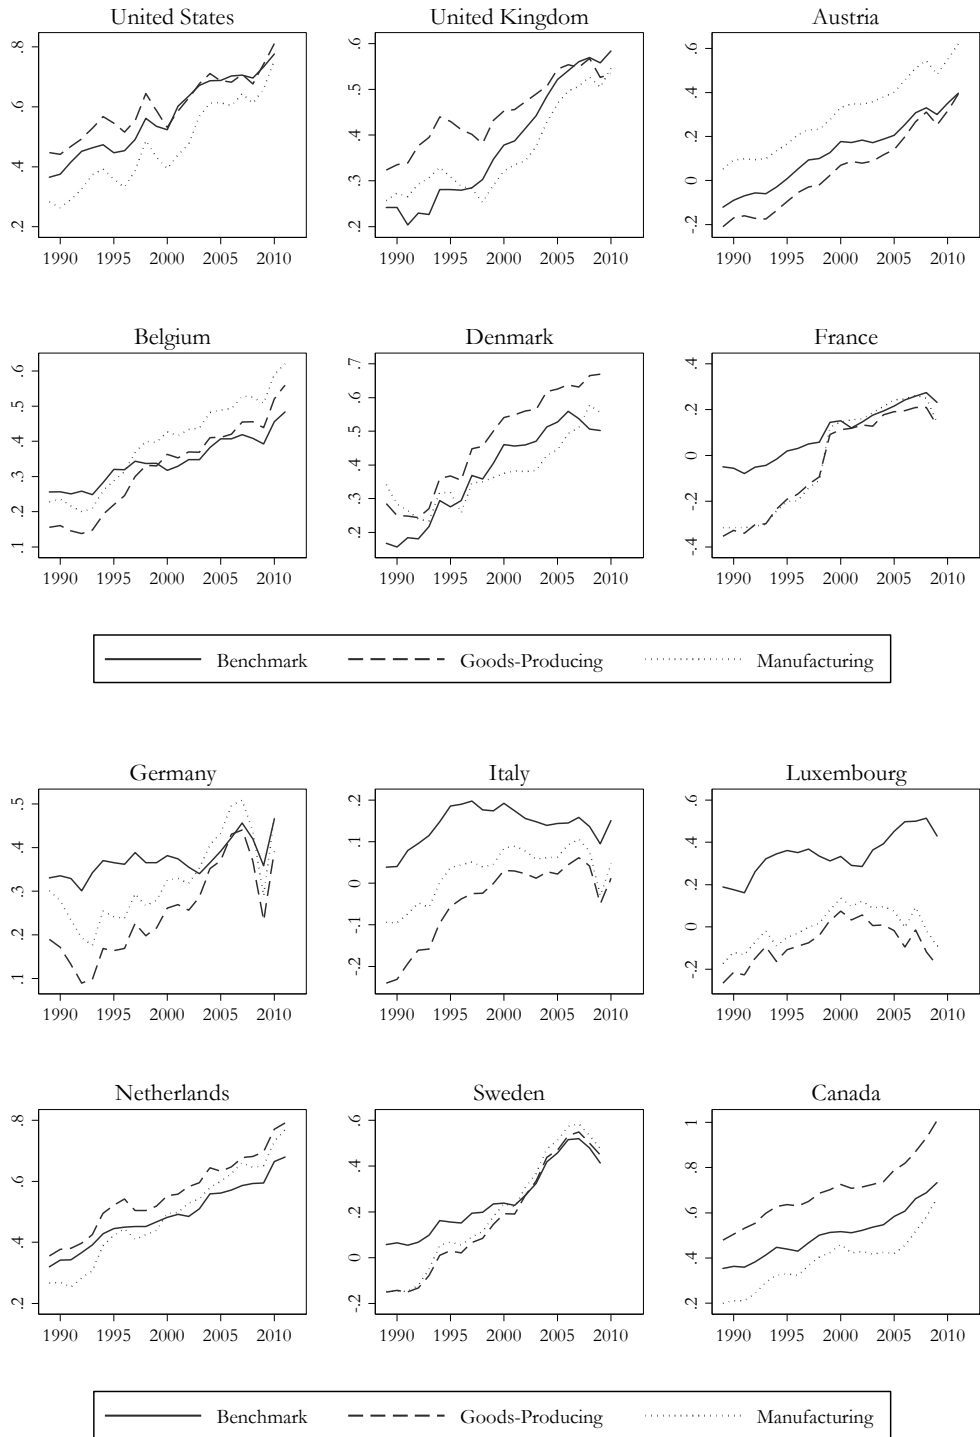 United States United Kingdom Austria
.8 .6 .4 .2
1990 1995 2000 2005 2010
.6 .5 .4 .3 .2
1990 1995 2000 2005 2010
.6 .4 .2 0 -.2
1990 1995 2000 2005 2010
Belgium Denmark France
.6 .5 .4 .3 .2 .1
1990 1995 2000 2005 2010
.7 .6 .5 .4 .3 .2
1990 1995 2000 2005 2010
.4 .2 0 -.2 -.4
1990 1995 2000 2005 2010
Benchmark Goods-Producing Manufacturing
Germany Italy Luxembourg
.5 .4 .3 .2 .1
1990 1995 2000 2005 2010
.2 .1 0 -.1 -.2
1990 1995 2000 2005 2010
.6 .4 .2 0 -.2
1990 1995 2000 2005 2010
Netherlands Sweden Canada
.8 .6 .4 .2
1990 1995 2000 2005 2010
.6 .4 .2 0 -.2
1990 1995 2000 2005 2010
1 .8 .6 .4 .2
1990 1995 2000 2005 2010
Benchmark Goods-Producing Manufacturing